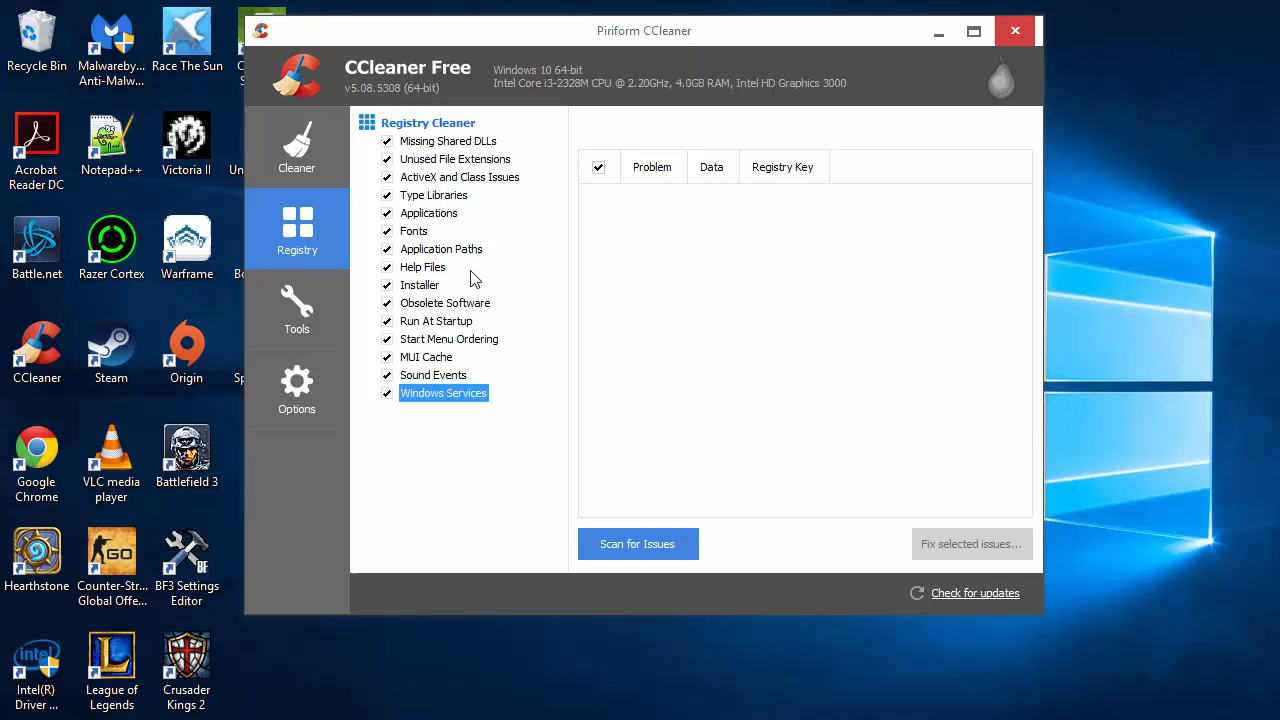 Piriform CCleaner
CCleaner Free
v5.08.5308 (64-bit)
Windows 10 64-bit
Intel Core i3-2328M CPU @ 2.20GHz, 4.0GB RAM, Intel HD Graphics 3000
Cleaner
Registry
Tools
Options
Registry Cleaner
Missing Shared DLLs
Unused File Extensions
ActiveX and Class Issues
Type Libraries
Applications
Fonts
Application Paths
Help Files
Installer
Obsolete Software
Run At Startup
Start Menu Ordering
MUI Cache
Sound Events
Windows Services
Problem
Data
Registry Key
Scan for Issues
Fix selected issues...
Check for updates
Recycle Bin
Malwareby...
Anti-Malw...
Race The Sun
Acrobat
Reader DC
Notepad++
Victoria II
Battle.net
Razer Cortex
Warframe
CCleaner
Steam
Origin
Google
Chrome
VLC media
player
Battlefield 3
Hearthstone
GO
Counter-Str...
Global Offe...
BF3 Settings
Editor
BF
intel
Intel(R)
Driver ...
L
League of
Legends
Crusader
Kings 2